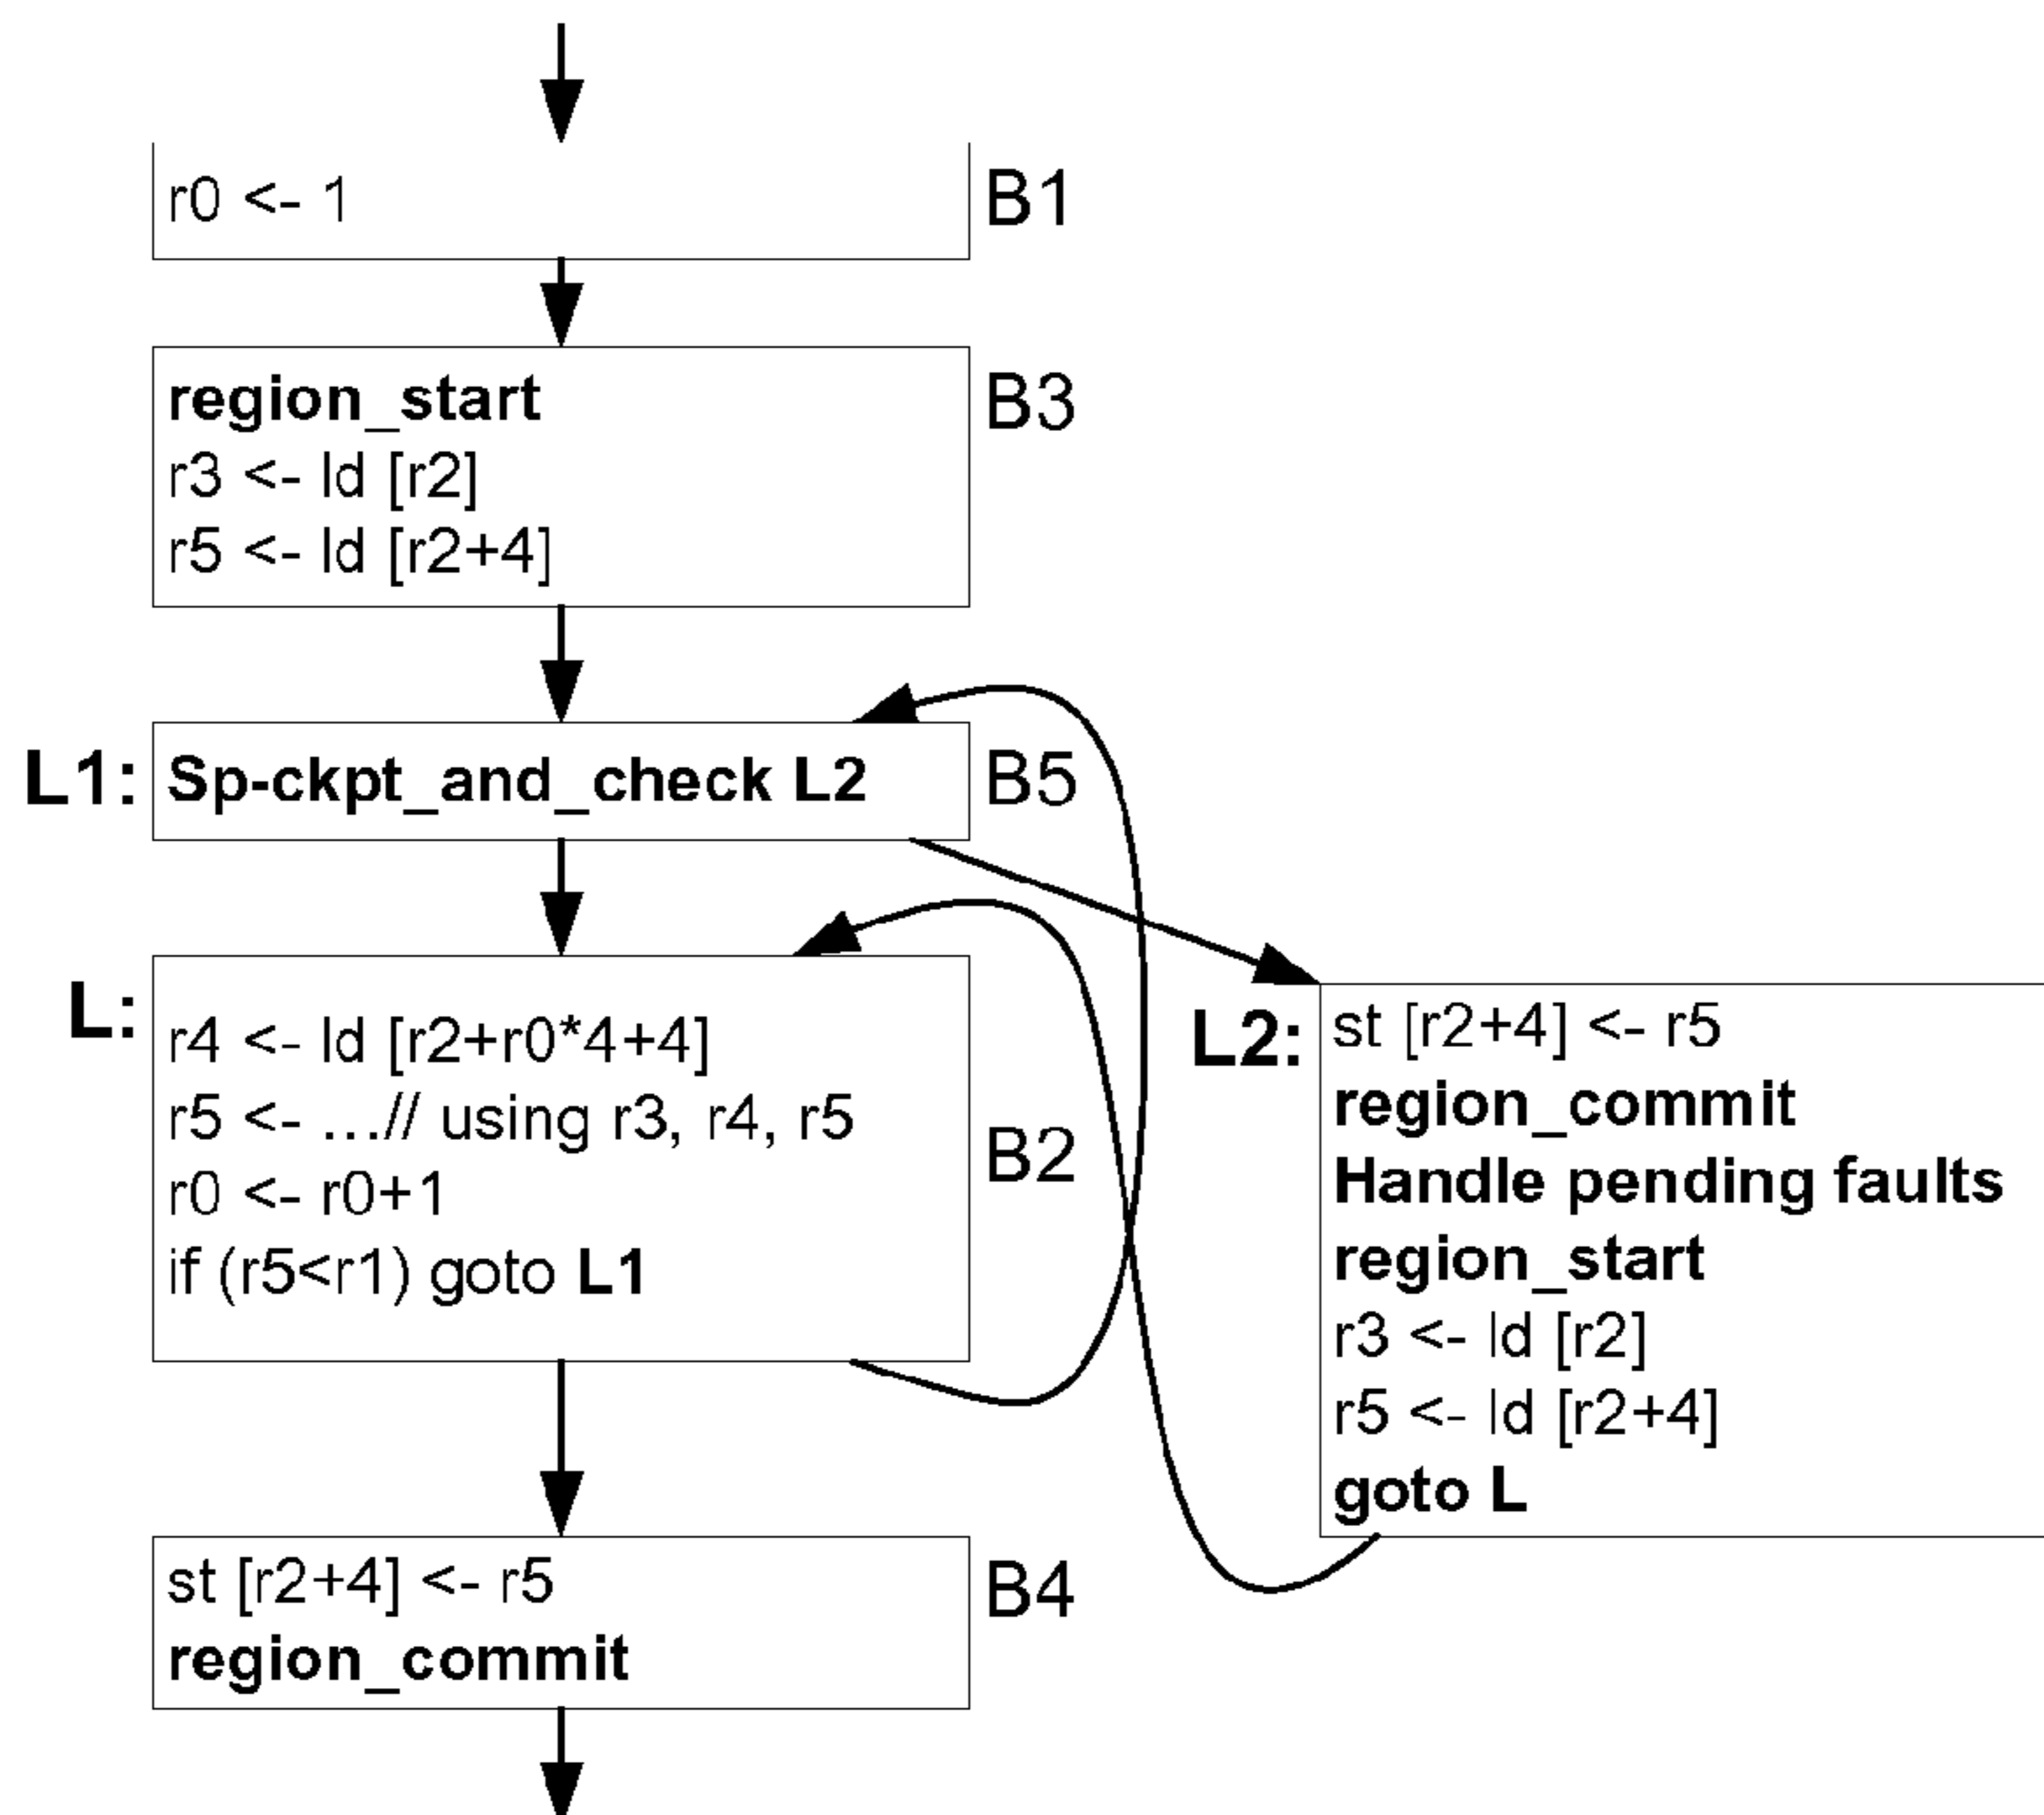 r0 <- 1
B1
region_start
r3 <- ld [r2]
r5 <- ld [r2+4]
B3
L1:
Sp-ckpt_and_check L2
B5
L:
r4 <- ld [r2+r0*4+4]
r5 <- ...// using r3, r4, r5
r0 <- r0+1
if (r5<r1) goto L1
B2
L2:
st [r2+4] <- r5
region_commit
Handle pending faults
region_start
r3 <- ld [r2]
r5 <- ld [r2+4]
goto L
st [r2+4] <- r5
region_commit
B4